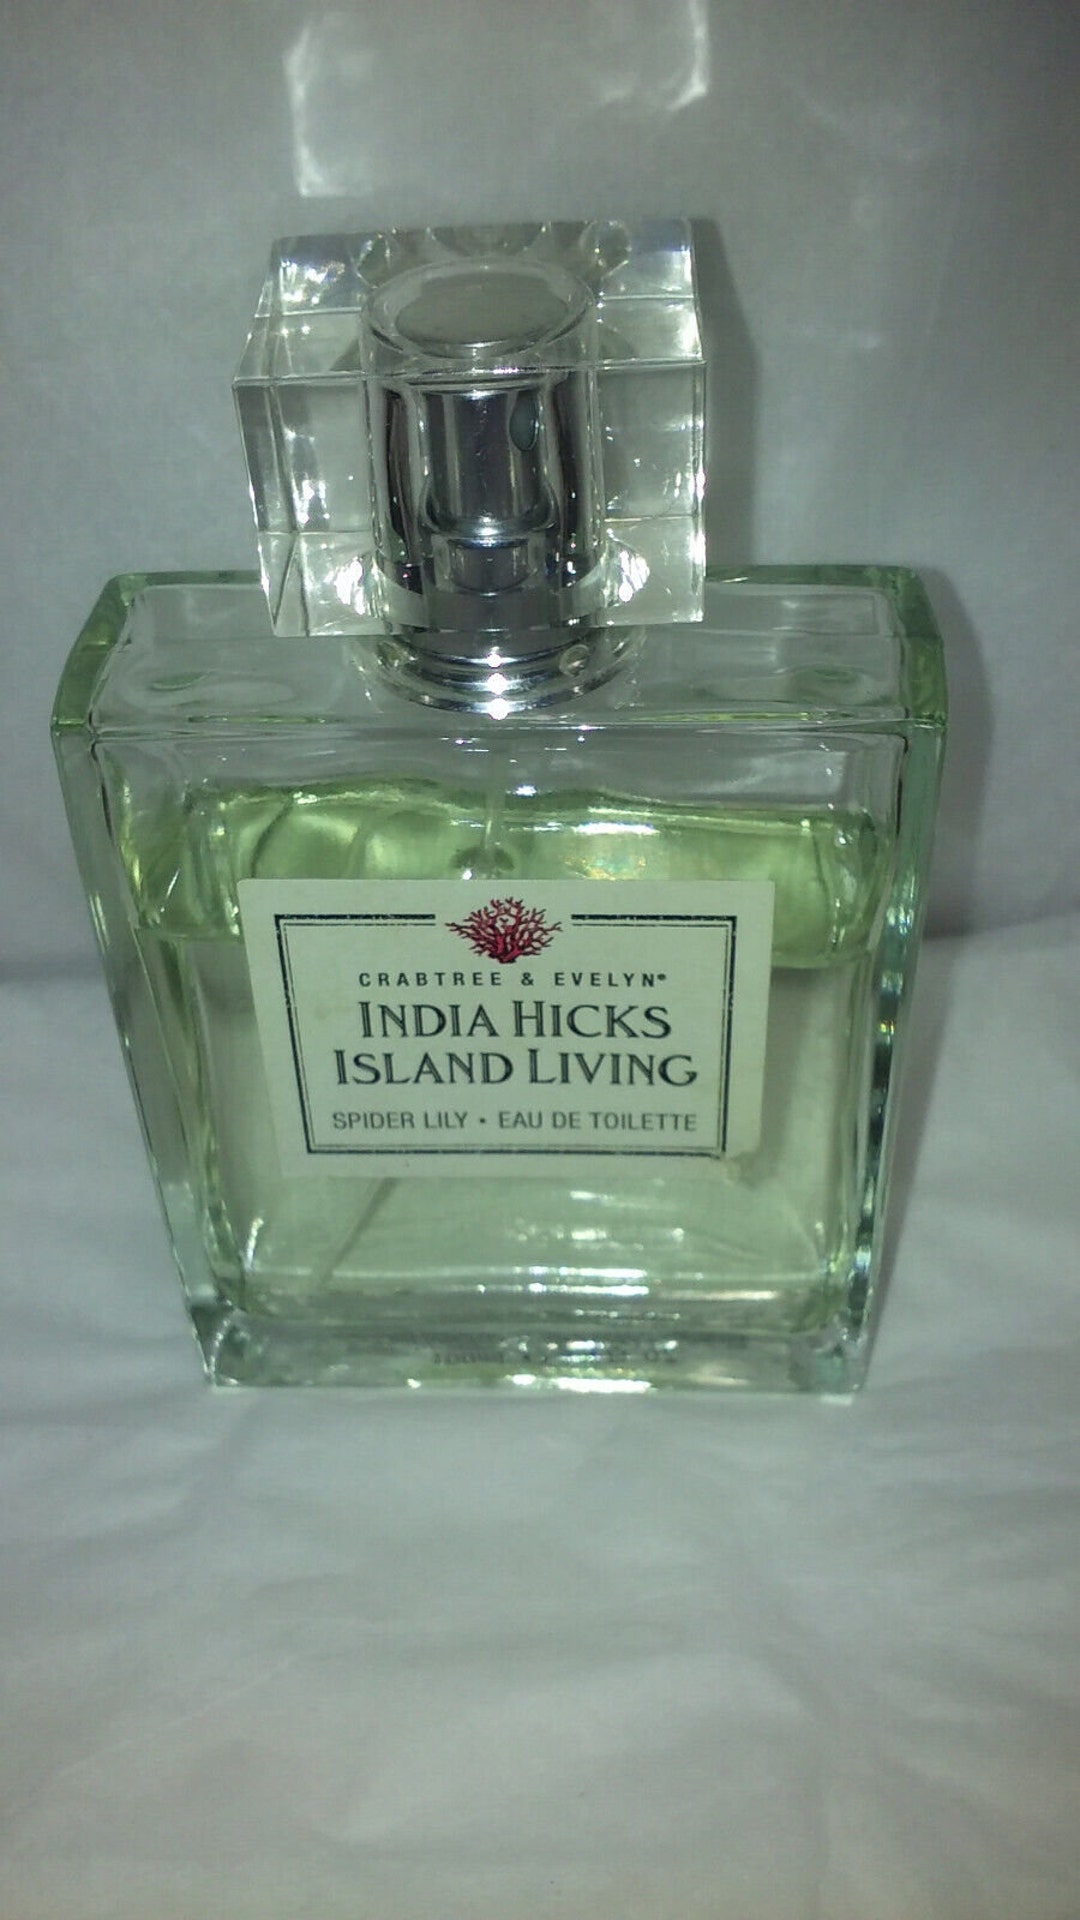 CRABTREE & EVELYN®
INDIA HICKS
ISLAND LIVING
SPIDER LILY • EAU DE TOILETTE